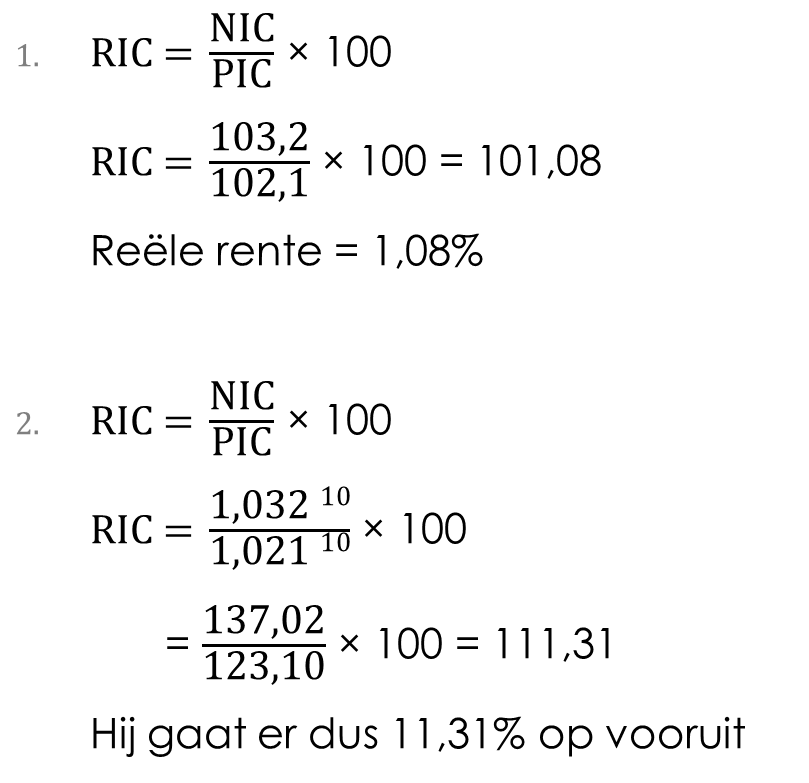 1. RIC = NIC/PIC × 100
RIC = 103,2/102,1 × 100 = 101,08
Reële rente = 1,08%
2. RIC = NIC/PIC × 100
RIC = 1,032 ¹⁰/1,021 ¹⁰ × 100
= 137,02/123,10 × 100 = 111,31
Hij gaat er dus 11,31% op vooruit